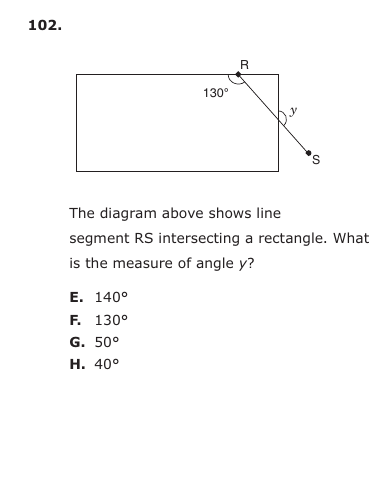 102.
R
130°
y
S
The diagram above shows line
segment RS intersecting a rectangle. What
is the measure of angle y?
E. 140°
F. 130°
G. 50°
H. 40°